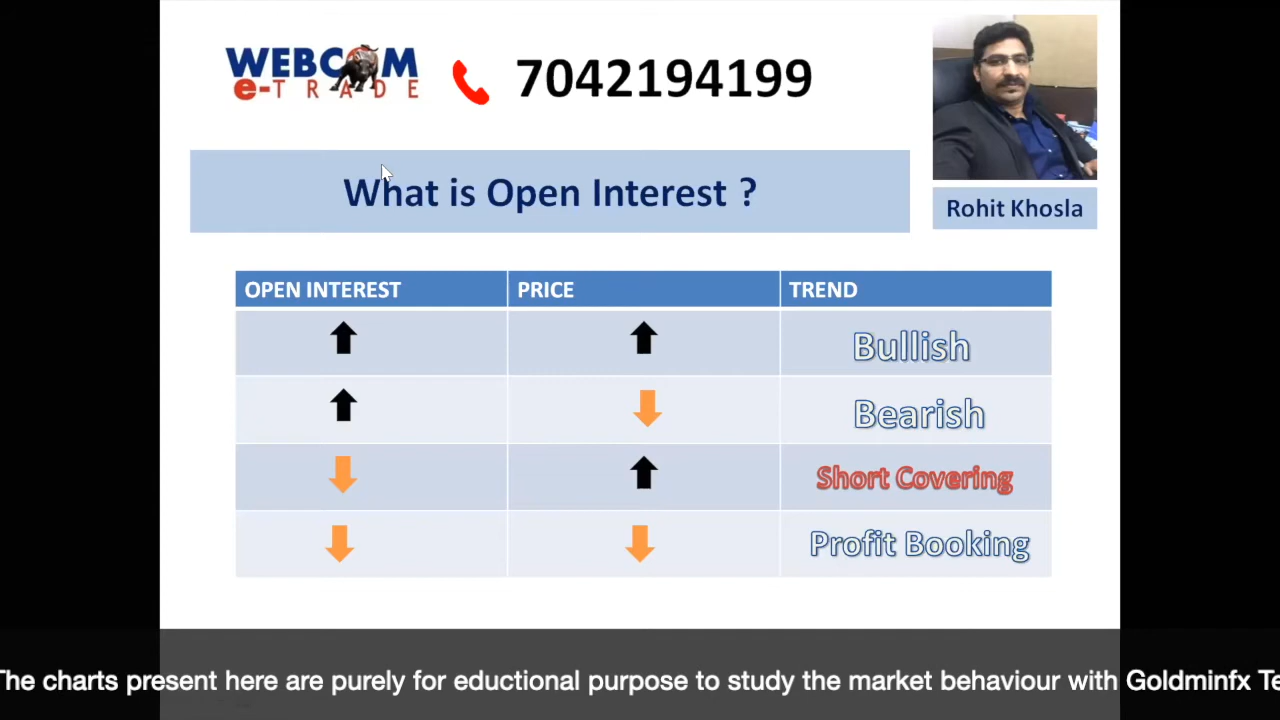 WEBCOM
e-TRADE
7042194199
What is Open Interest ?
Rohit Khosla
OPEN INTEREST PRICE TREND
Bullish
Bearish
Short Covering
Profit Booking
The charts present here are purely for eductional purpose to study the market behaviour with Goldminfx Te